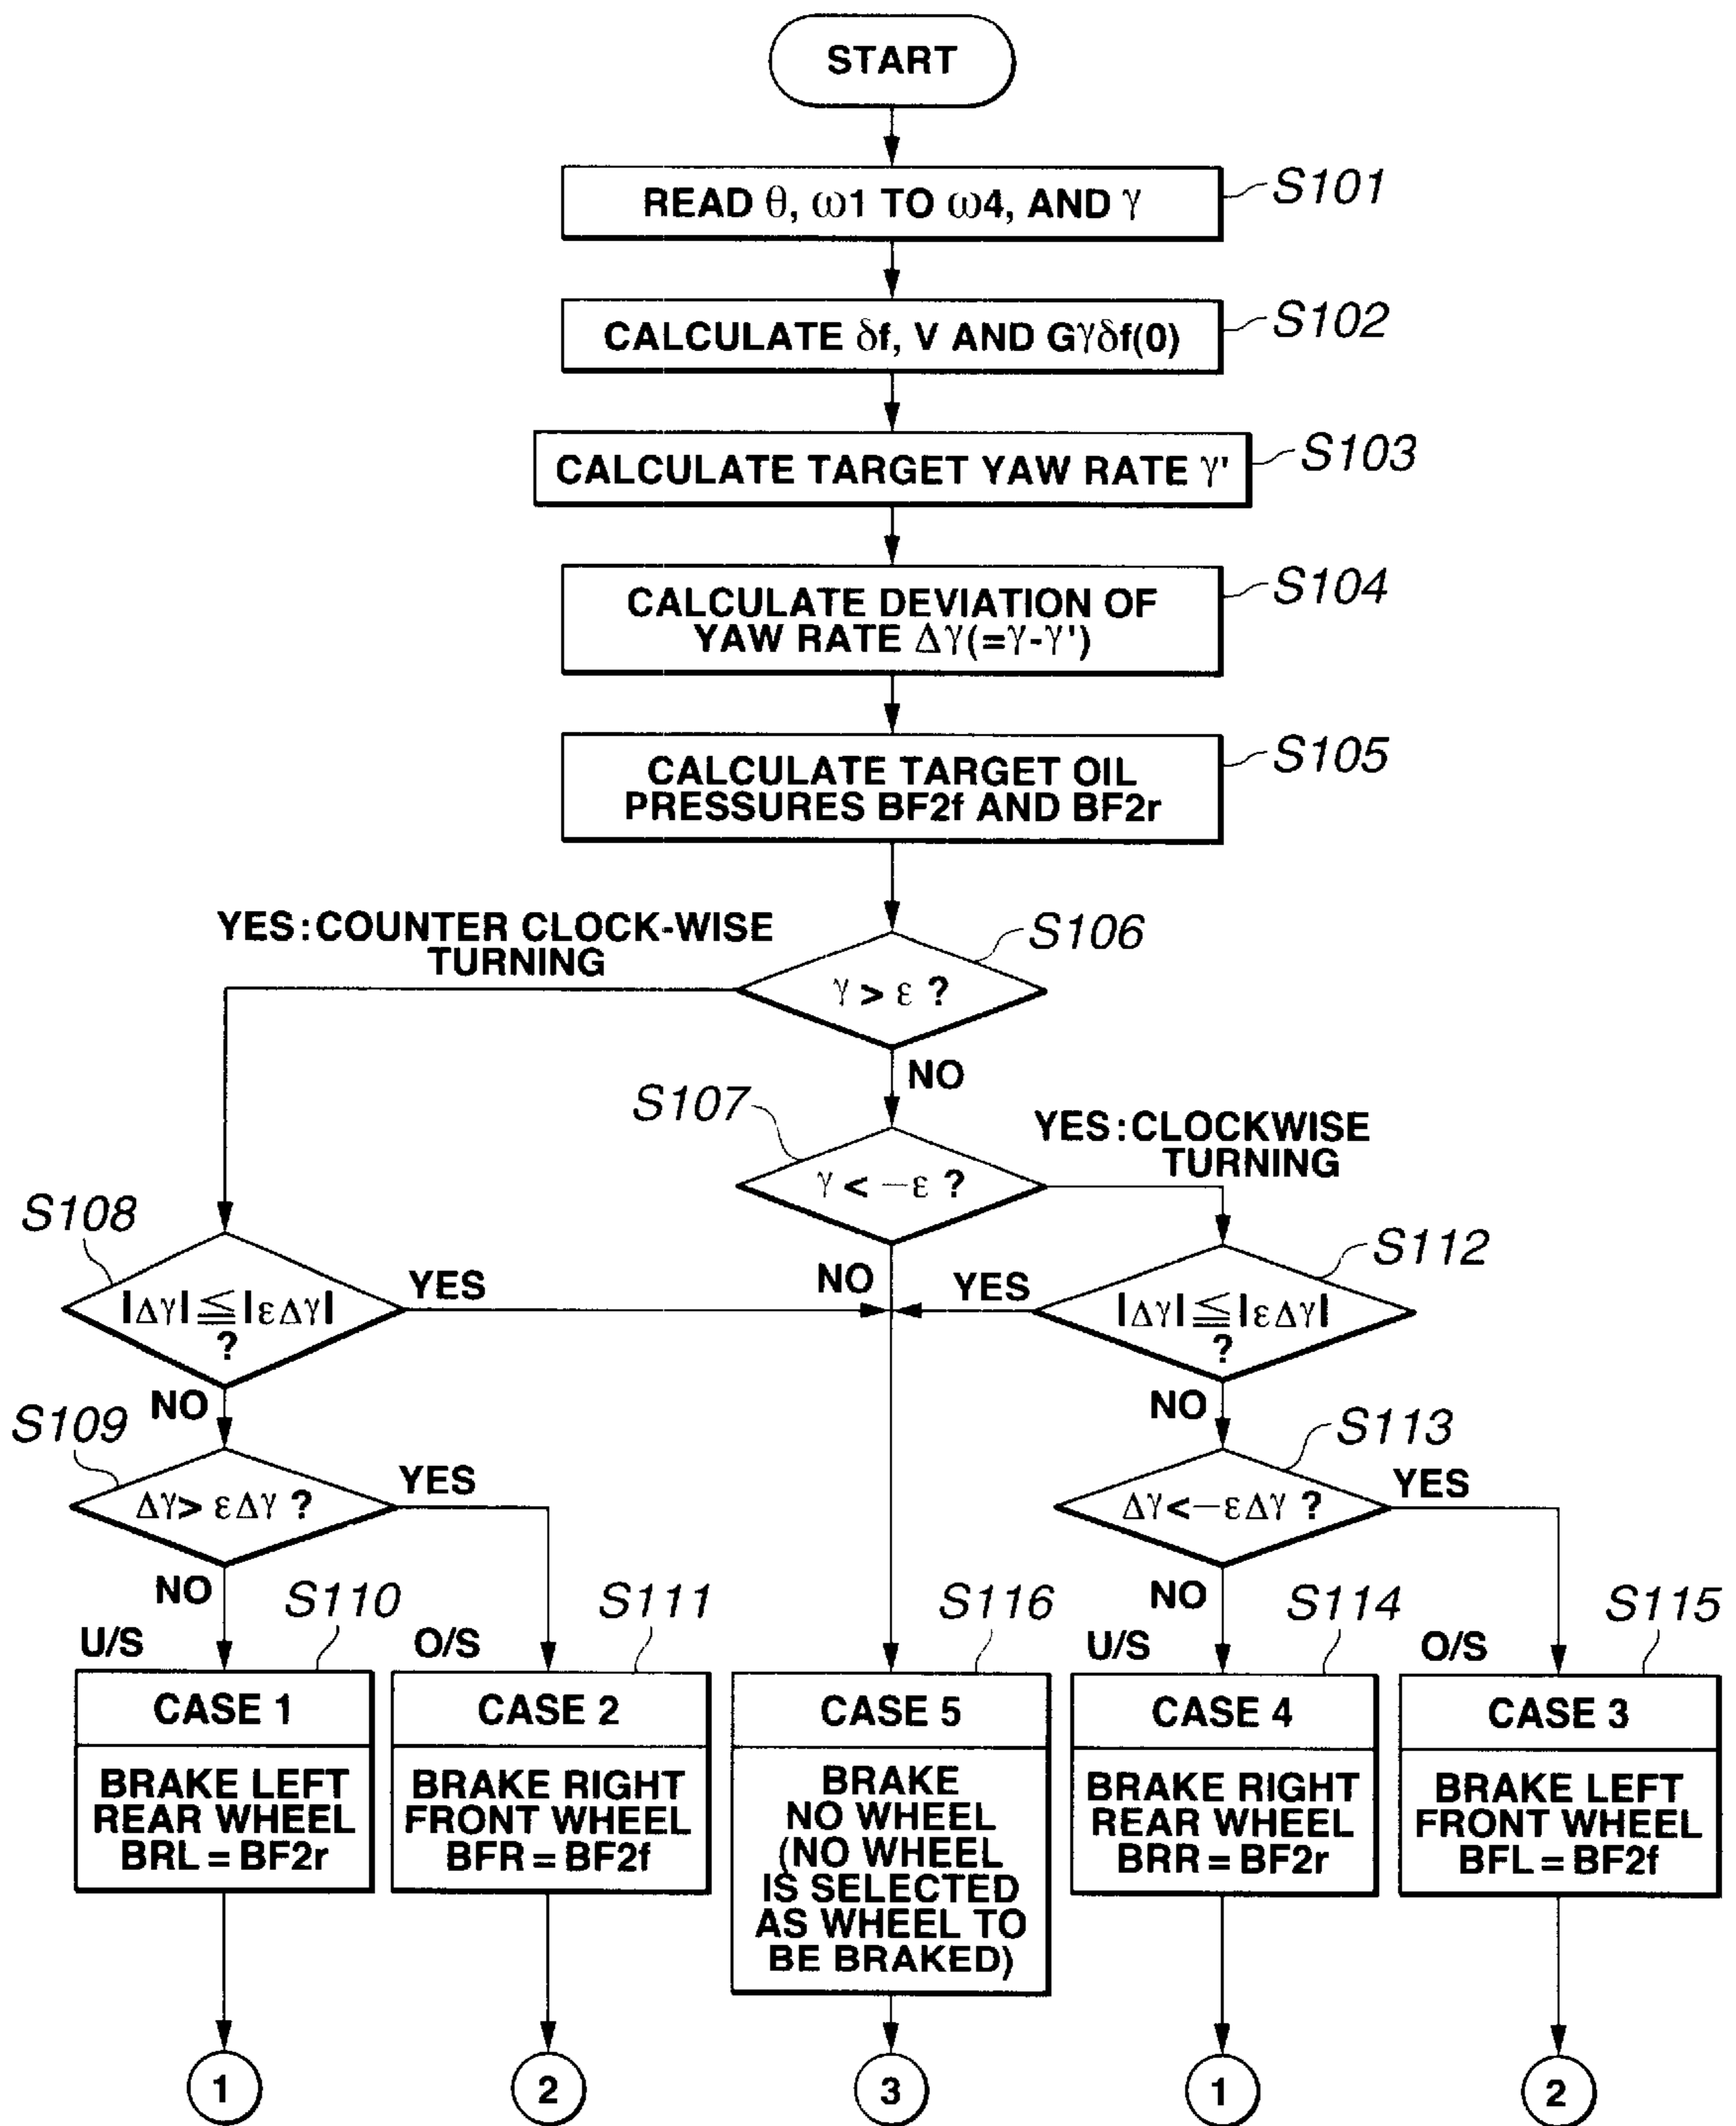 START
READ θ, ω1 TO ω4, AND γ
S101
CALCULATE δf, V AND Gγδf(0)
S102
CALCULATE TARGET YAW RATE γ'
S103
CALCULATE DEVIATION OF
YAW RATE Δγ(=γ-γ')
S104
CALCULATE TARGET OIL
PRESSURES BF2f AND BF2r
S105
YES:COUNTER CLOCK-WISE
TURNING
S106
γ > ε ?
NO
S107
YES:CLOCKWISE
TURNING
γ < −ε ?
S108
S112
NO
YES
YES
|Δγ| ≦ |εΔγ|
?
|Δγ| ≦ |εΔγ|
?
NO
NO
S109
S113
YES
YES
Δγ> εΔγ ?
Δγ<−εΔγ ?
NO
NO
S110
S111
S116
S114
S115
U/S
O/S
U/S
O/S
CASE 1
BRAKE LEFT
REAR WHEEL
BRL = BF2r
CASE 2
BRAKE RIGHT
FRONT WHEEL
BFR = BF2f
CASE 5
BRAKE
NO WHEEL
(NO WHEEL
IS SELECTED
AS WHEEL TO
BE BRAKED)
CASE 4
BRAKE RIGHT
REAR WHEEL
BRR = BF2r
CASE 3
BRAKE LEFT
FRONT WHEEL
BFL = BF2f
1
2
3
1
2